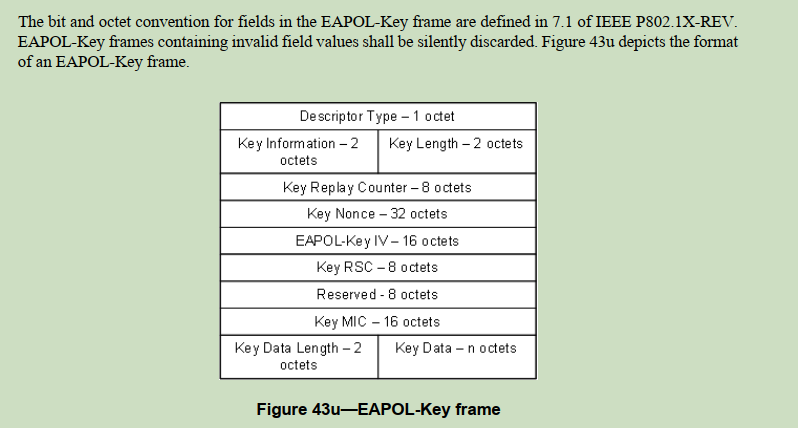 The bit and octet convention for fields in the EAPOL-Key frame are defined in 7.1 of IEEE P802.1X-REV.
EAPOL-Key frames containing invalid field values shall be silently discarded. Figure 43u depicts the format
of an EAPOL-Key frame.
Descriptor Type – 1 octet
Key Information – 2
octets
Key Length – 2 octets
Key Replay Counter – 8 octets
Key Nonce – 32 octets
EAPOL-Key IV – 16 octets
Key RSC – 8 octets
Reserved - 8 octets
Key MIC – 16 octets
Key Data Length – 2
octets
Key Data – n octets
Figure 43u—EAPOL-Key frame